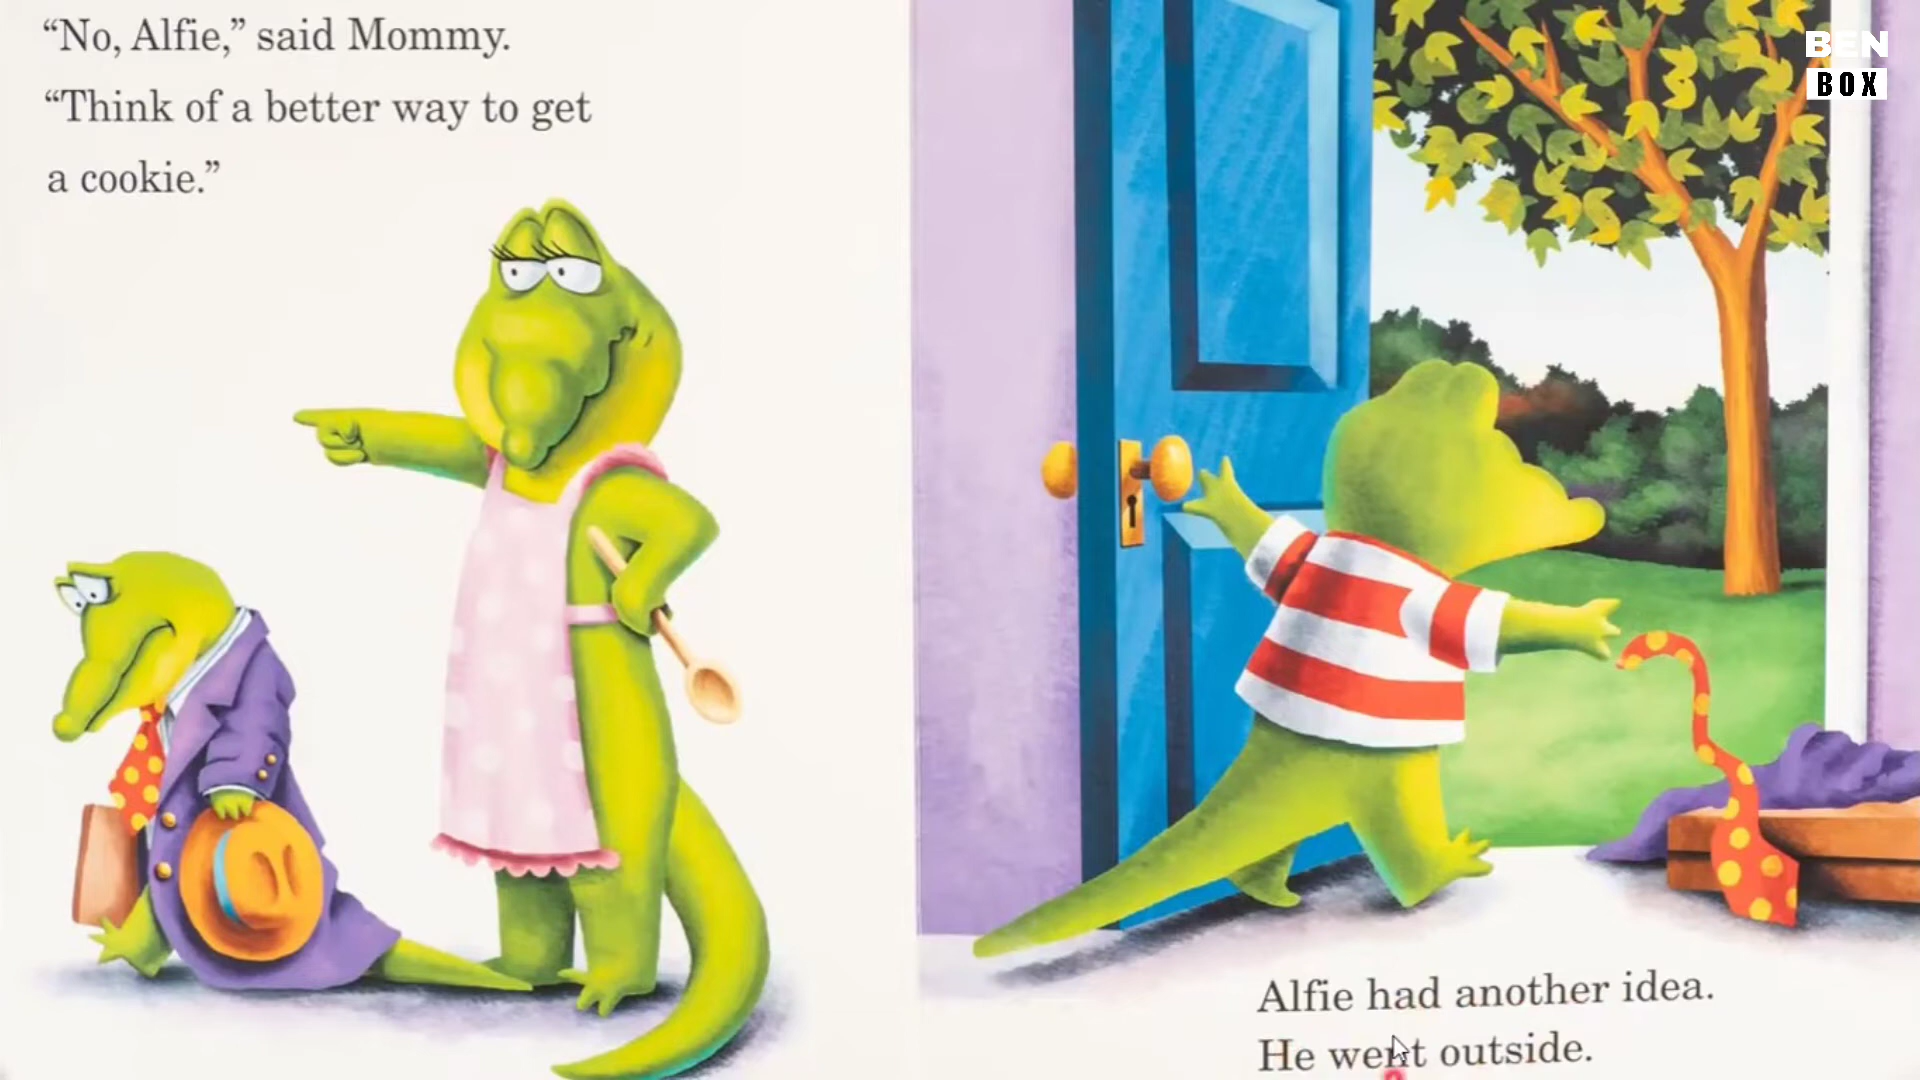 “No, Alfie,” said Mommy.
“Think of a better way to get
a cookie.”
BEN
BOX
Alfie had another idea.
He went outside.